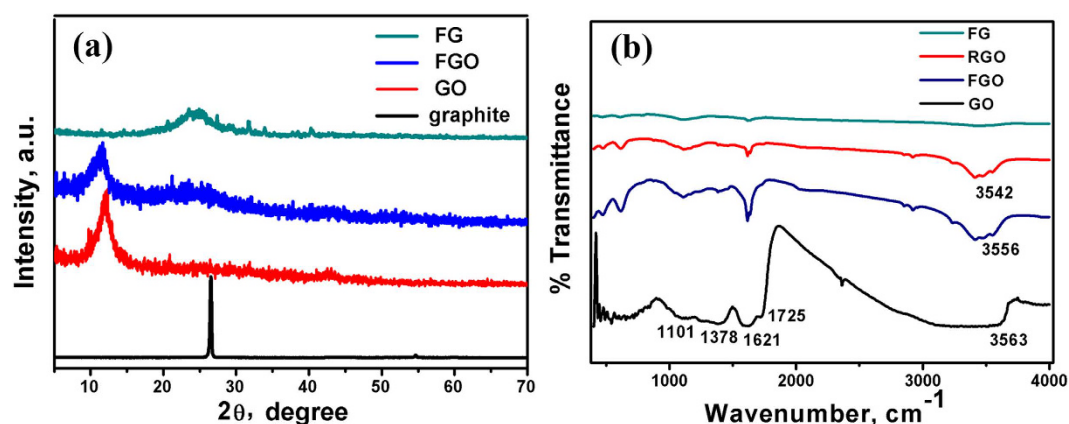 (a)
FG
FGO
GO
graphite
Intensity, a.u.
10 20 30 40 50 60 70
2θ, degree
(b)
FG
RGO
FGO
GO
% Transmittance
3542
3556
1725
1101 1378 1621 3563
1000 2000 3000 4000
Wavenumber, cm-1